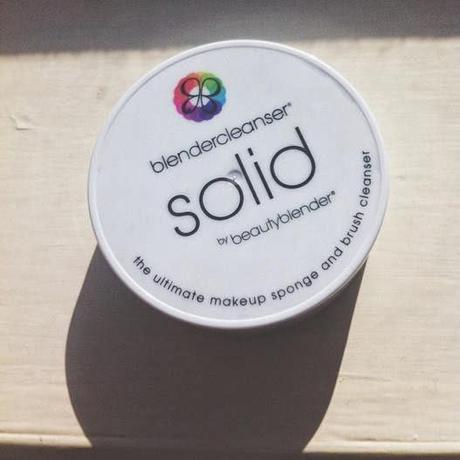 blendercleanser®
solid
by beautyblender®
the ultimate makeup sponge and brush cleanser